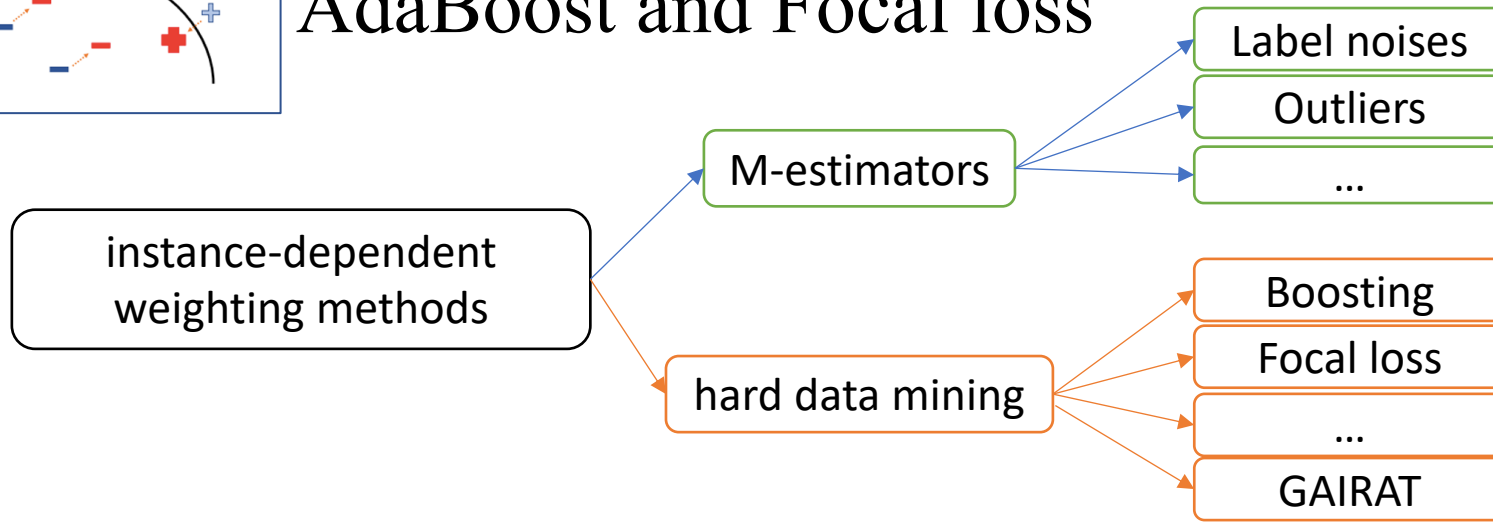 AdaBoost and Focal loss
Label noises
Outliers
...
M-estimators
instance-dependent
weighting methods
Boosting
Focal loss
...
hard data mining
GAIRAT